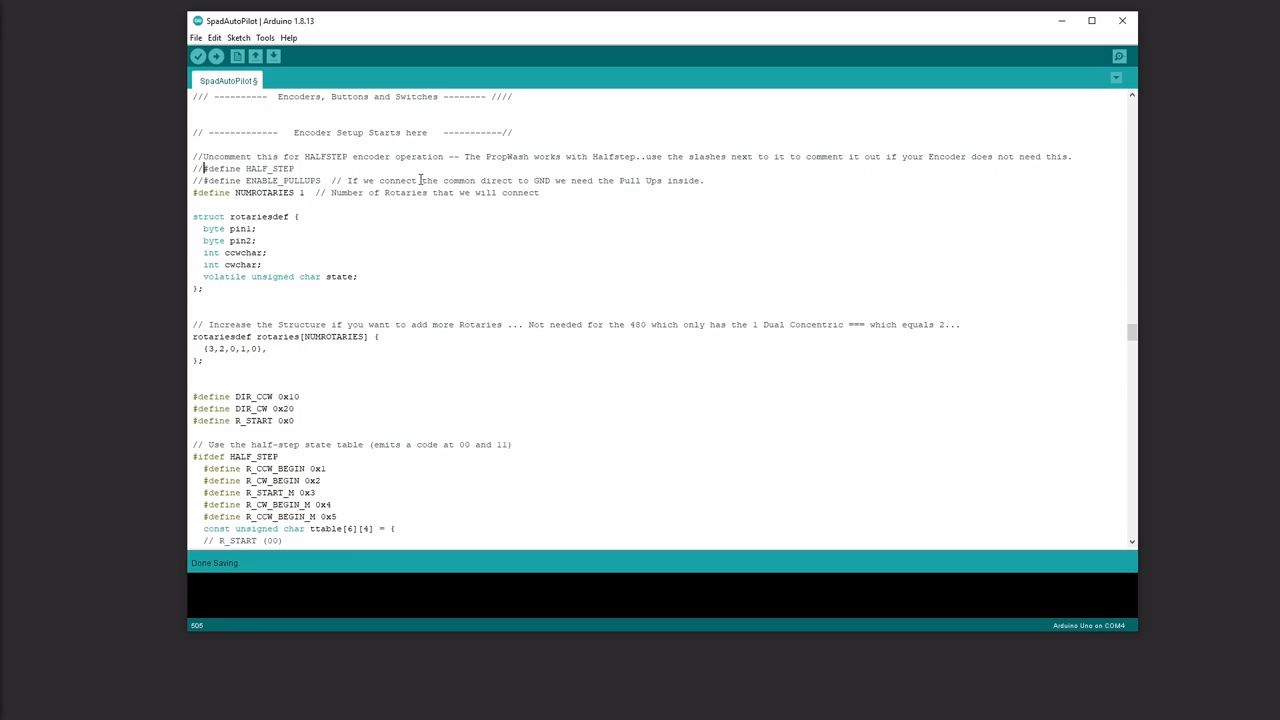 SpadAutoPilot | Arduino 1.8.13
File Edit Sketch Tools Help
SpadAutoPilot §
/// ---------- Encoders, Buttons and Switches -------- ////
// ------------- Encoder Setup Starts here -----------//
//Uncomment this for HALFSTEP encoder operation -- The PropWash works with Halfstep..use the slashes next to it to comment it out if your Encoder does not need this.
//#define HALF_STEP
//#define ENABLE_PULLUPS // If we connect the common direct to GND we need the Pull Ups inside.
#define NUMROTARIES 1 // Number of Rotaries that we will connect
struct rotariesdef {
byte pin1;
byte pin2;
int ccwchar;
int cwchar;
volatile unsigned char state;
};
// Increase the Structure if you want to add more Rotaries ... Not needed for the 480 which only has the 1 Dual Concentric === which equals 2...
rotariesdef rotaries[NUMROTARIES] {
{3,2,0,1,0},
};
#define DIR_CCW 0x10
#define DIR_CW 0x20
#define R_START 0x0
// Use the half-step state table (emits a code at 00 and 11)
#ifdef HALF_STEP
#define R_CCW_BEGIN 0x1
#define R_CW_BEGIN 0x2
#define R_START_M 0x3
#define R_CW_BEGIN_M 0x4
#define R_CCW_BEGIN_M 0x5
const unsigned char ttable[6][4] = {
// R_START (00)
Done Saving.
505
Arduino Uno on COM4